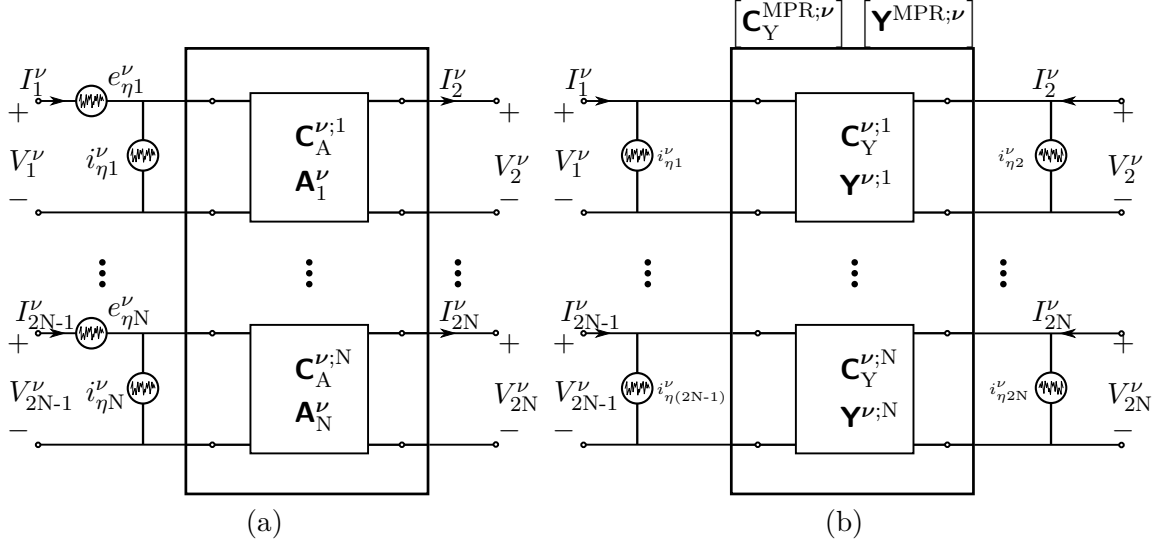 C_Y^{MPR;ν} Y^{MPR;ν}
I_1^ν e_{η1}^ν I_2^ν I_1^ν I_2^ν
+ + + +
V_1^ν i_{η1}^ν C_A^{ν;1} V_2^ν V_1^ν i_{η1}^ν C_Y^{ν;1} i_{η2}^ν V_2^ν
A_1^ν Y^{ν;1}
− − − −
⋮ ⋮ ⋮ ⋮ ⋮ ⋮
I_{2N-1}^ν e_{ηN}^ν I_{2N}^ν I_{2N-1}^ν I_{2N}^ν
+ + + +
V_{2N-1}^ν i_{ηN}^ν C_A^{ν;N} V_{2N}^ν V_{2N-1}^ν i_{η(2N-1)}^ν C_Y^{ν;N} i_{η2N}^ν V_{2N}^ν
A_N^ν Y^{ν;N}
− − − −
(a) (b)